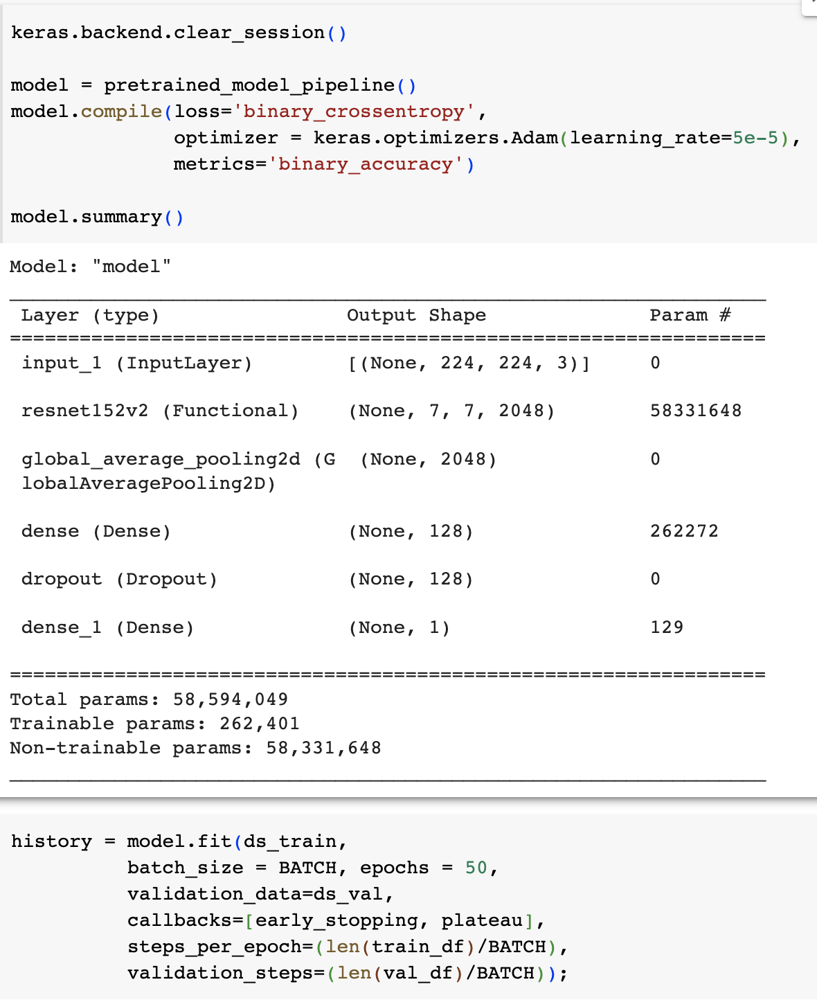 keras.backend.clear_session()
model = pretrained_model_pipeline()
model.compile(loss='binary_crossentropy',
optimizer = keras.optimizers.Adam(learning_rate=5e-5),
metrics='binary_accuracy')
model.summary()
Model: "model"
Layer (type) Output Shape Param #
=================================================================
input_1 (InputLayer) [(None, 224, 224, 3)] 0
resnet152v2 (Functional) (None, 7, 7, 2048) 58331648
global_average_pooling2d (G (None, 2048) 0
lobalAveragePooling2D)
dense (Dense) (None, 128) 262272
dropout (Dropout) (None, 128) 0
dense_1 (Dense) (None, 1) 129
=================================================================
Total params: 58,594,049
Trainable params: 262,401
Non-trainable params: 58,331,648
history = model.fit(ds_train,
batch_size = BATCH, epochs = 50,
validation_data=ds_val,
callbacks=[early_stopping, plateau],
steps_per_epoch=(len(train_df)/BATCH),
validation_steps=(len(val_df)/BATCH));